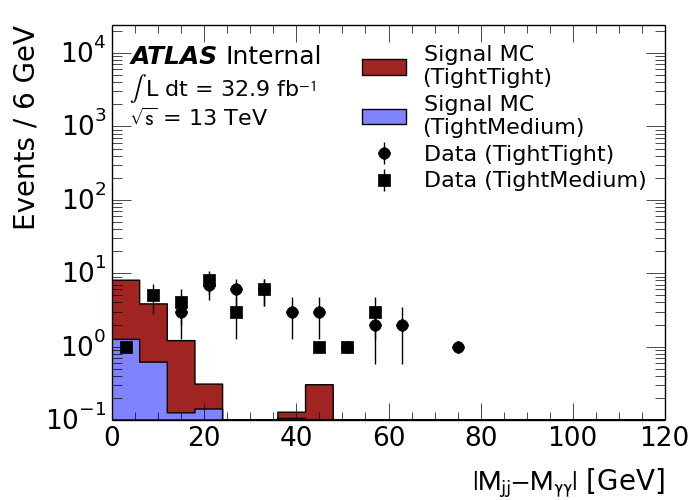 Events / 6 GeV
10⁴
10³
10²
10¹
10⁰
10⁻¹
ATLAS Internal
∫L dt = 32.9 fb⁻¹
√s = 13 TeV
Signal MC
(TightTight)
Signal MC
(TightMedium)
Data (TightTight)
Data (TightMedium)
0 20 40 60 80 100 120
|Mjj−Mγγ| [GeV]